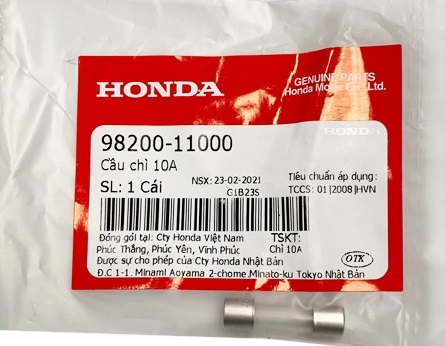 HONDA
GENUINE PARTS
Honda Motor Co., Ltd.
HONDA
98200-11000
Cầu chì 10A
SL: 1 Cái
NSX: 23-02-2021
G1B23S
Tiêu chuẩn áp dụng:
TCCS: 01|2008|HVN
Đóng gói tại: Cty Honda Việt Nam
Phúc Thắng, Phúc Yên, Vĩnh Phúc
TSKT:
Chì 10A
Được sự cho phép của Cty Honda Nhật Bản
Đ.C 1-1. Minami Aoyama 2-chome.Minato-ku Tokyo Nhật Bản
OTK